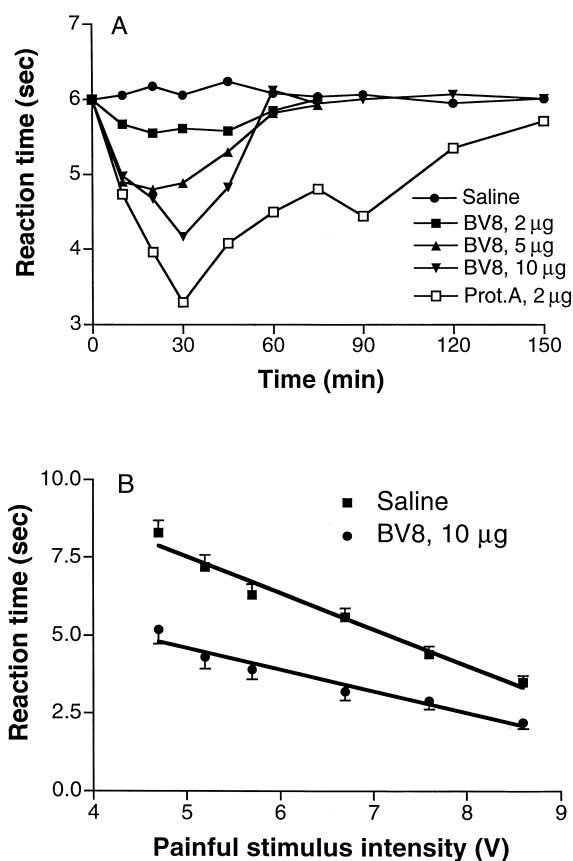 A
7
6
5
4
3
Reaction time (sec)
Saline
BV8, 2 µg
BV8, 5 µg
BV8, 10 µg
Prot.A, 2 µg
0 30 60 90 120 150
Time (min)
B
10.0
7.5
5.0
2.5
0.0
Reaction time (sec)
Saline
BV8, 10 µg
4 5 6 7 8 9
Painful stimulus intensity (V)